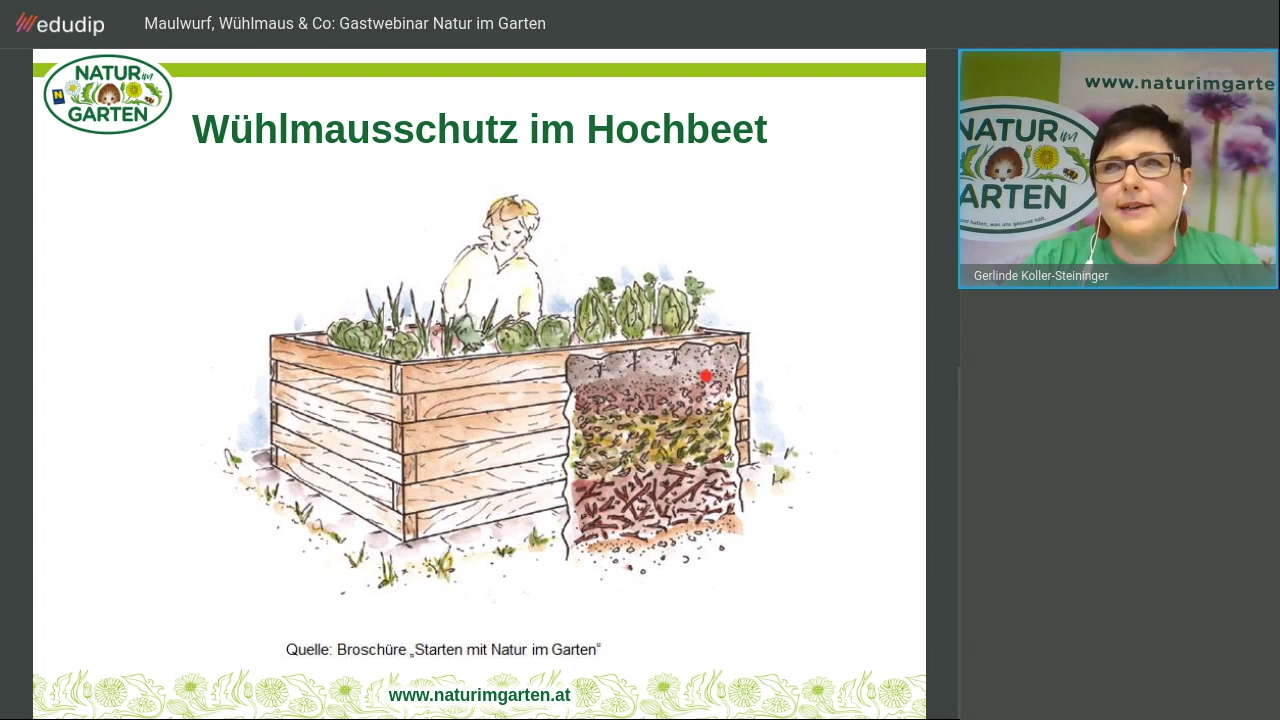 edudip
Maulwurf, Wühlmaus & Co: Gastwebinar Natur im Garten
NATUR im
GARTEN
N
Wühlmausschutz im Hochbeet
Quelle: Broschüre „Starten mit Natur im Garten“
www.naturimgarten.at
www.naturimgarte
NATUR im
ARTEN
Gerlinde Koller-Steininger